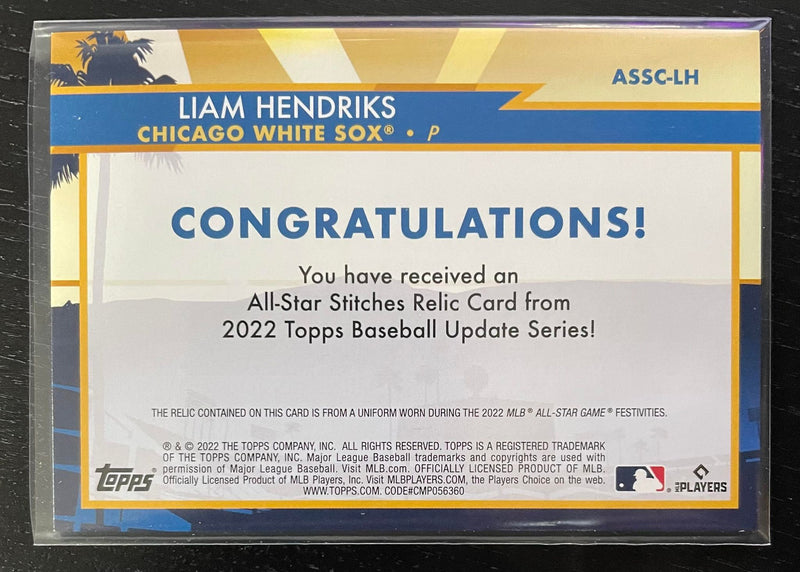 ASSC-LH
LIAM HENDRIKS
CHICAGO WHITE SOX® • P
CONGRATULATIONS!
You have received an
All-Star Stitches Relic Card from
2022 Topps Baseball Update Series!
THE RELIC CONTAINED ON THIS CARD IS FROM A UNIFORM WORN DURING THE 2022 MLB® ALL-STAR GAME® FESTIVITIES.
® & © 2022 THE TOPPS COMPANY, INC. ALL RIGHTS RESERVED. TOPPS IS A REGISTERED TRADEMARK
OF THE TOPPS COMPANY, INC. Major League Baseball trademarks and copyrights are used with
permission of Major League Baseball. Visit MLB.com. OFFICIALLY LICENSED PRODUCT OF MLB.
Officially Licensed Product of MLB Players, Inc. Visit MLBPLAYERS.com, the Players Choice on the web.
WWW.TOPPS.COM. CODE#CMP056360
TOPPS®
®
MLB PLAYERS